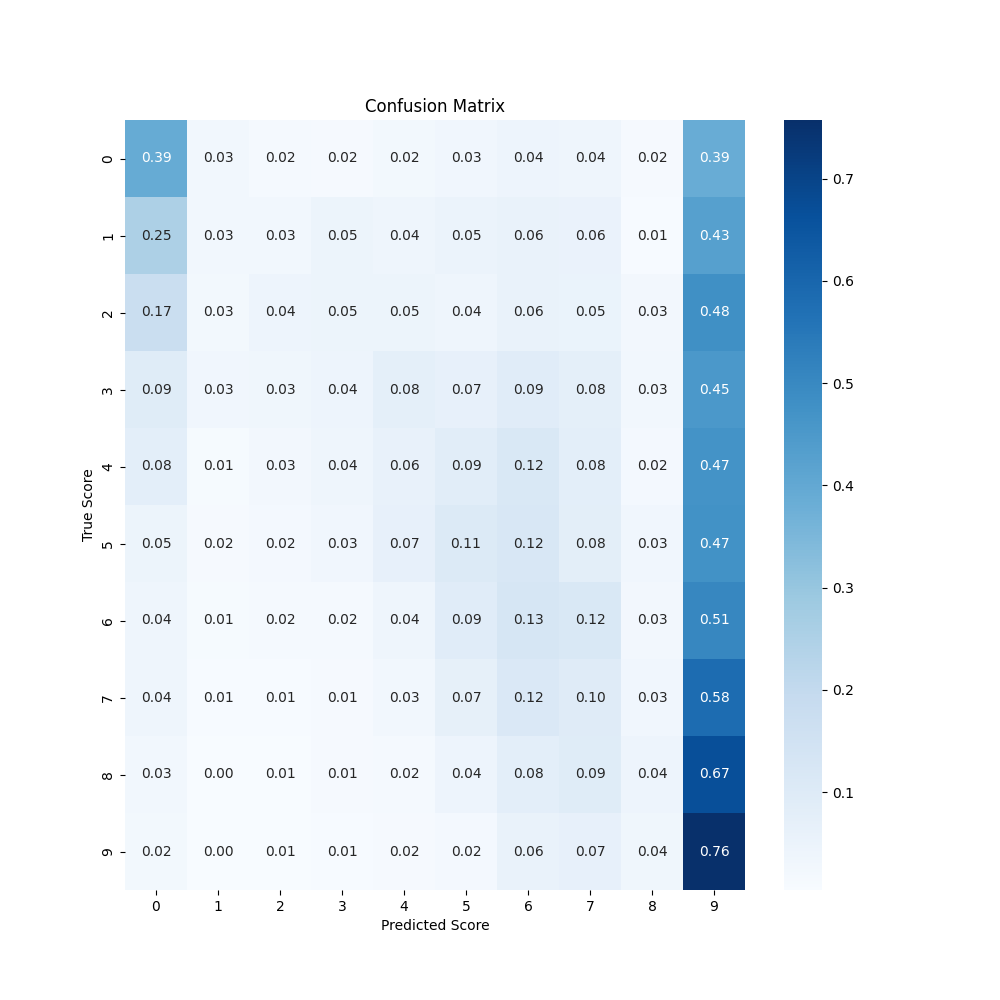 Confusion Matrix
0 0.39 0.03 0.02 0.02 0.02 0.03 0.04 0.04 0.02 0.39
1 0.25 0.03 0.03 0.05 0.04 0.05 0.06 0.06 0.01 0.43
2 0.17 0.03 0.04 0.05 0.05 0.04 0.06 0.05 0.03 0.48
3 0.09 0.03 0.03 0.04 0.08 0.07 0.09 0.08 0.03 0.45
4 0.08 0.01 0.03 0.04 0.06 0.09 0.12 0.08 0.02 0.47
5 0.05 0.02 0.02 0.03 0.07 0.11 0.12 0.08 0.03 0.47
6 0.04 0.01 0.02 0.02 0.04 0.09 0.13 0.12 0.03 0.51
7 0.04 0.01 0.01 0.01 0.03 0.07 0.12 0.10 0.03 0.58
8 0.03 0.00 0.01 0.01 0.02 0.04 0.08 0.09 0.04 0.67
9 0.02 0.00 0.01 0.01 0.02 0.02 0.06 0.07 0.04 0.76
0 1 2 3 4 5 6 7 8 9
Predicted Score
True Score
0.7
0.6
0.5
0.4
0.3
0.2
0.1